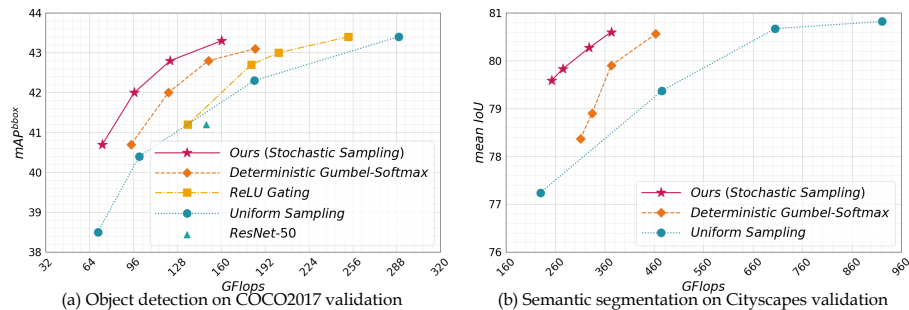 44
43
42
41
40
39
38
mAP^bbox
Ours (Stochastic Sampling)
Deterministic Gumbel-Softmax
ReLU Gating
Uniform Sampling
ResNet-50
32 64 96 128 160 192 224 256 288 320
GFlops
(a) Object detection on COCO2017 validation
81
80
79
78
77
76
mean IoU
Ours (Stochastic Sampling)
Deterministic Gumbel-Softmax
Uniform Sampling
160 260 360 460 560 660 760 860 960
GFlops
(b) Semantic segmentation on Cityscapes validation